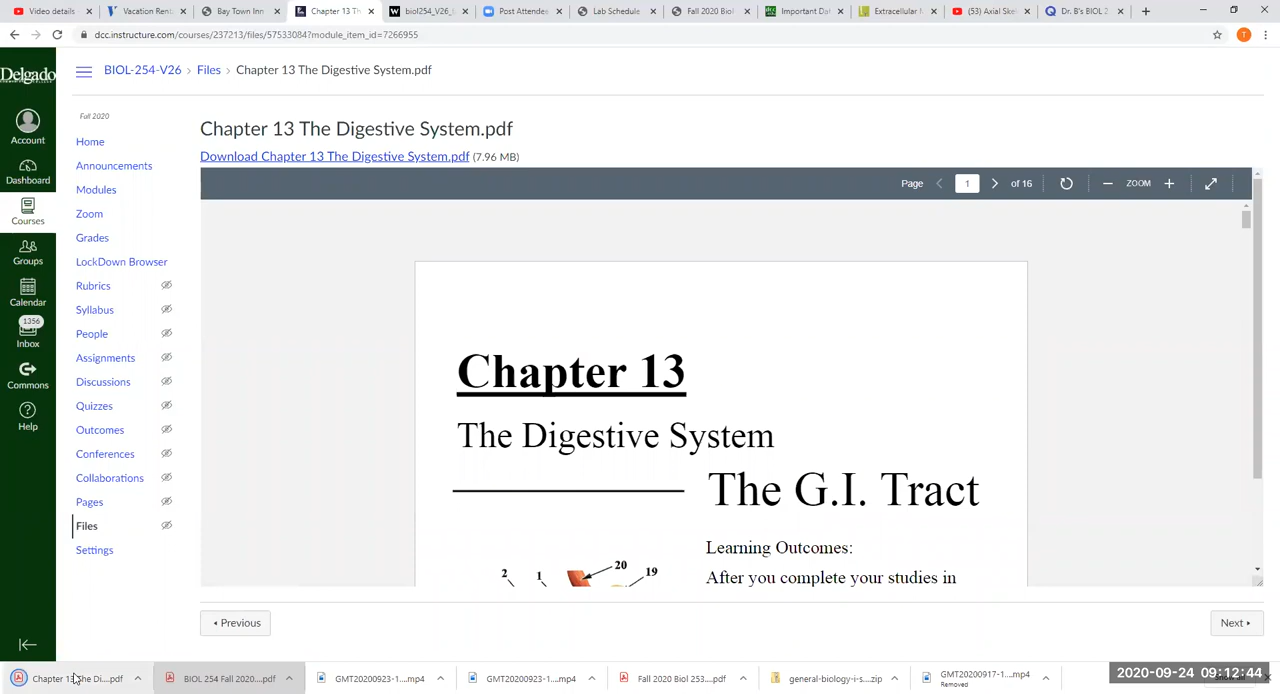 Video details -
Vacation Rent
Bay Town Inn
Chapter 13 Th
biol254_V26_
Post Attendee
Lab Schedule
Fall 2020 Biol
Important Dat
Extracellular
(53) Axial Ske
Dr. B's BIOL 2
dcc.instructure.com/courses/237213/files/57533084?module_item_id=7266955
T
Delgado
Account
Dashboard
Courses
Groups
Calendar
1356
Inbox
Commons
Help
BIOL-254-V26 › Files › Chapter 13 The Digestive System.pdf
Fall 2020
Home
Announcements
Modules
Zoom
Grades
LockDown Browser
Rubrics
Syllabus
People
Assignments
Discussions
Quizzes
Outcomes
Conferences
Collaborations
Pages
Files
Settings
Chapter 13 The Digestive System.pdf
Download Chapter 13 The Digestive System.pdf (7.96 MB)
Page 1 of 16 ZOOM
Chapter 13
The Digestive System
The G.I. Tract
Learning Outcomes:
After you complete your studies in
2 1 20 19
Previous
Next
Chapter 13 The Di....pdf
BIOL 254 Fall 2020....pdf
GMT20200923-1....mp4
GMT20200923-1....mp4
Fall 2020 Biol 253....pdf
general-biology-i-s....zip
GMT20200917-1....mp4
Removed
2020-09-24 09:12:44